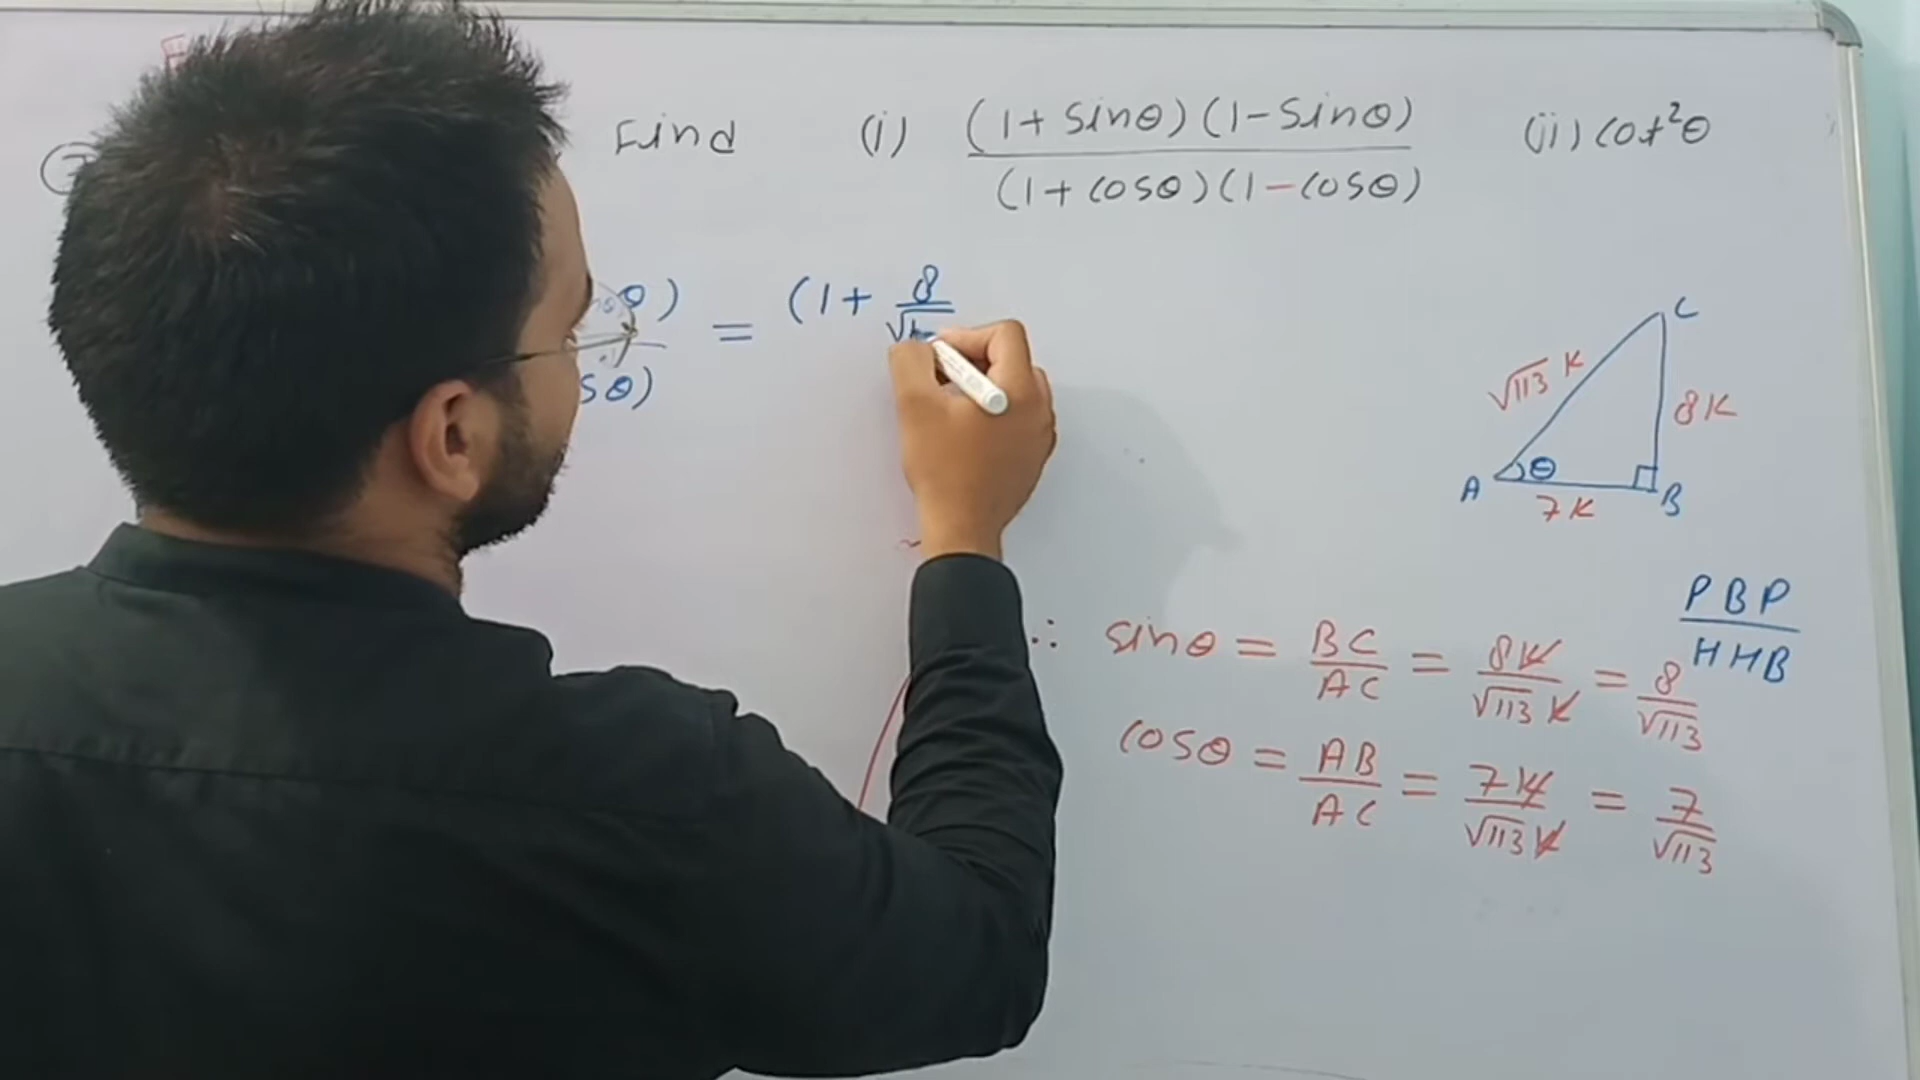 Find (i) (1+ sinθ)(1-sinθ) / (1+cosθ)(1-cosθ) (ii) cot²θ
θ) = (1+ 8/√
sθ)
C
√113 K
8K
A θ B
7K
PBP
HHB
∴ sinθ = BC/AC = 8K/√113 K = 8/√113
cosθ = AB/AC = 7K/√113 K = 7/√113